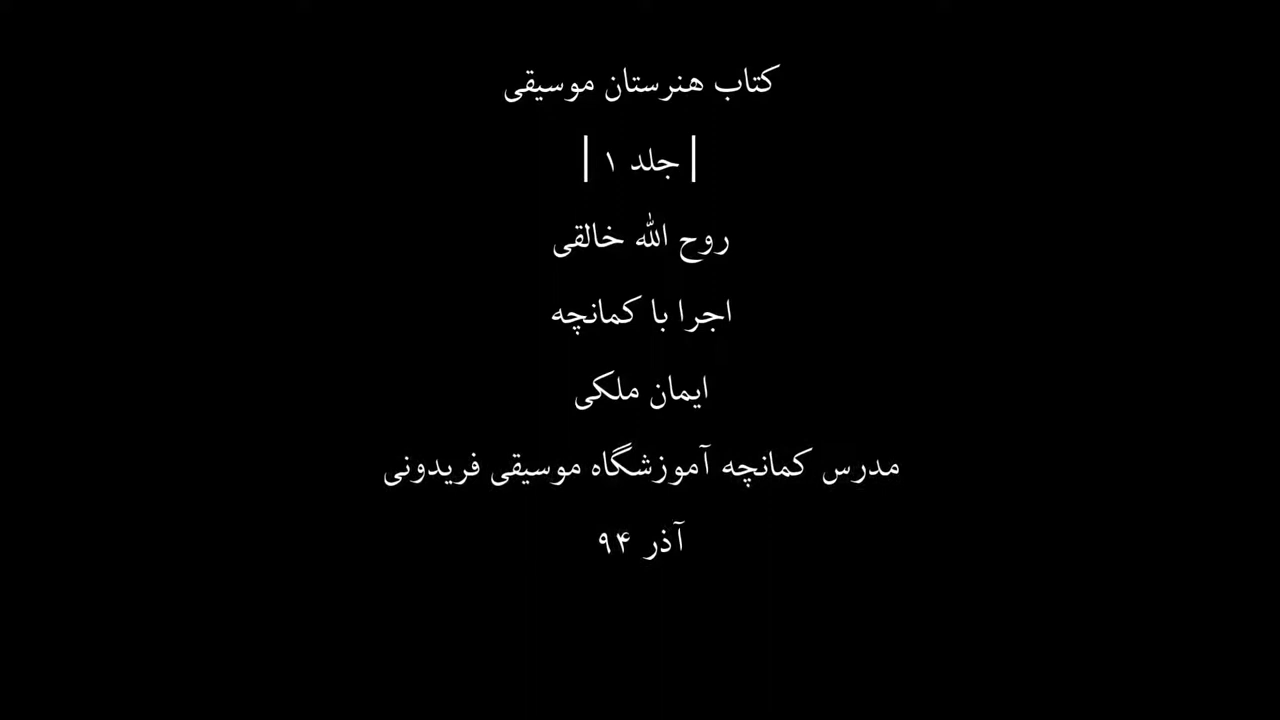 کتاب هنرستان موسیقی
| جلد ۱ |
روح الله خالقی
اجرا با کمانچه
ایمان ملکی
مدرس کمانچه آموزشگاه موسیقی فریدونی
آذر ۹۴